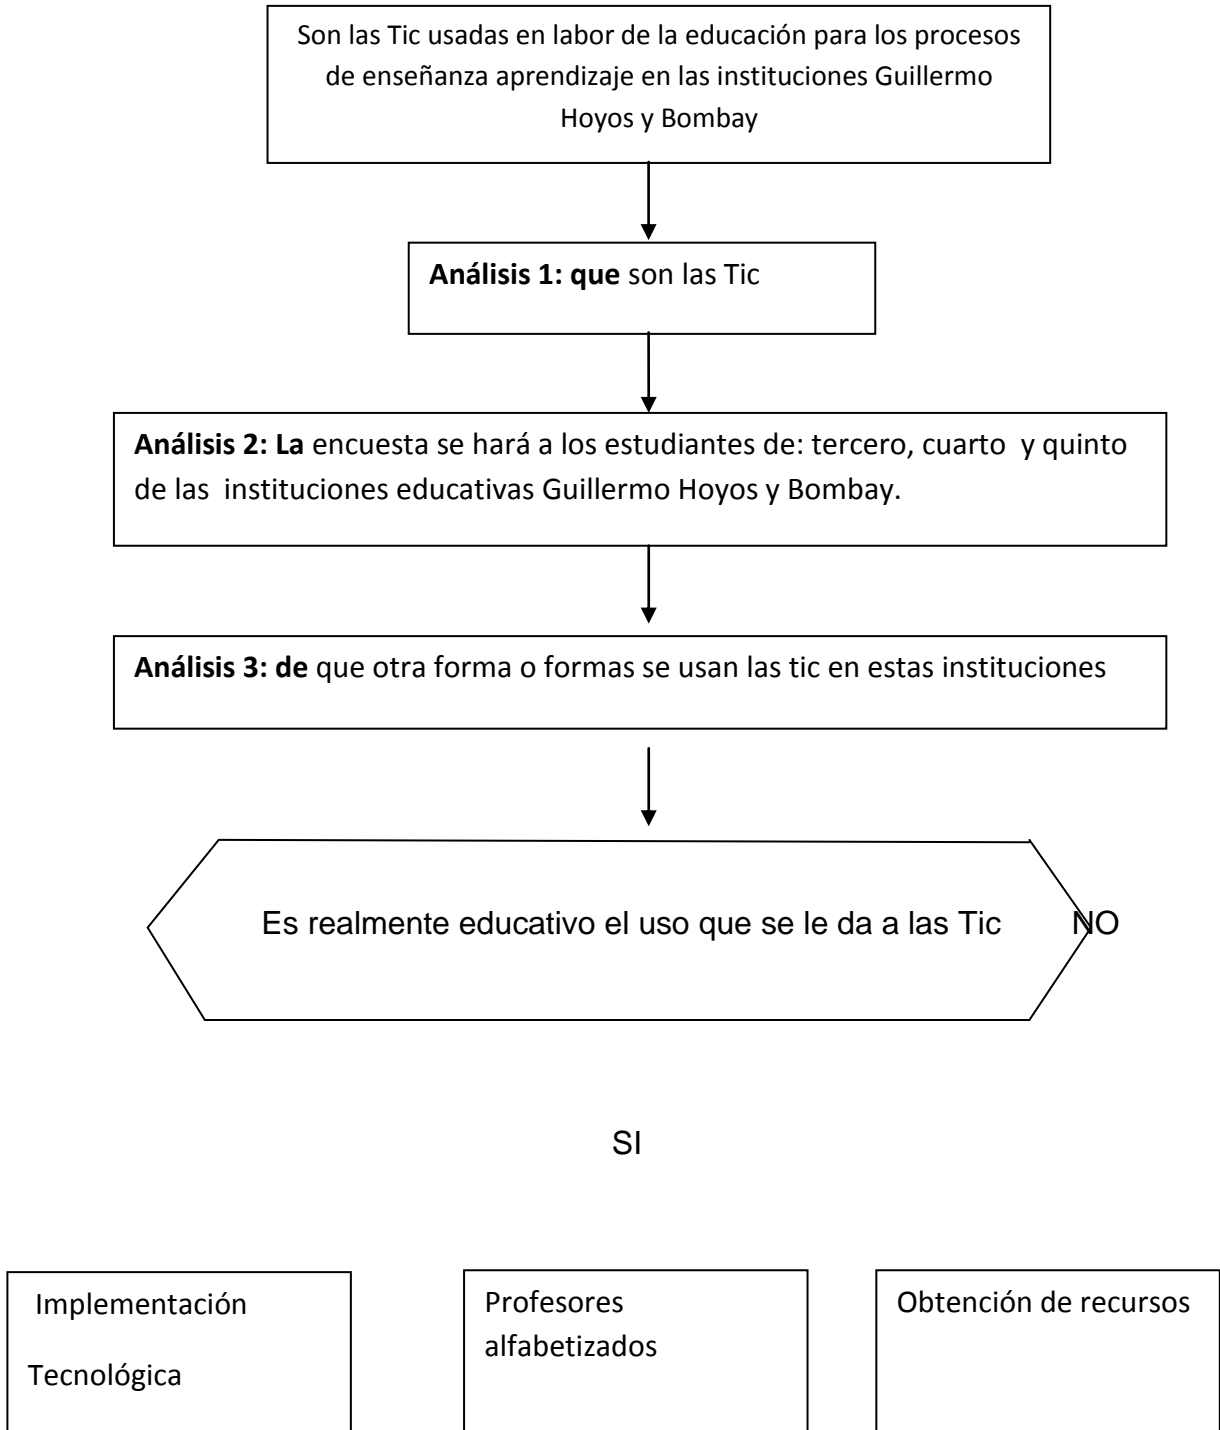 Son las Tic usadas en labor de la educación para los procesos
de enseñanza aprendizaje en las instituciones Guillermo
Hoyos y Bombay
Análisis 1: que son las Tic
Análisis 2: La encuesta se hará a los estudiantes de: tercero, cuarto  y quinto
de las  instituciones educativas Guillermo Hoyos y Bombay.
Análisis 3: de que otra forma o formas se usan las tic en estas instituciones
Es realmente educativo el uso que se le da a las Tic
NO
SI
Implementación
Tecnológica
Profesores
alfabetizados
Obtención de recursos